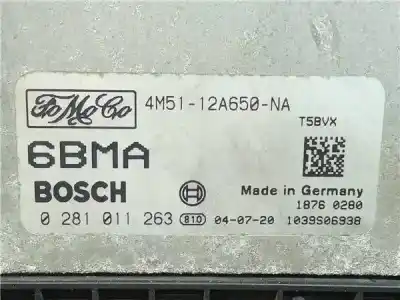 FoMoCo 4M51-12A650-NA
T5BVX
6BMA
BOSCH
Made in Germany
1876 0280
0 281 011 263 810 04-07-20 1039S06938